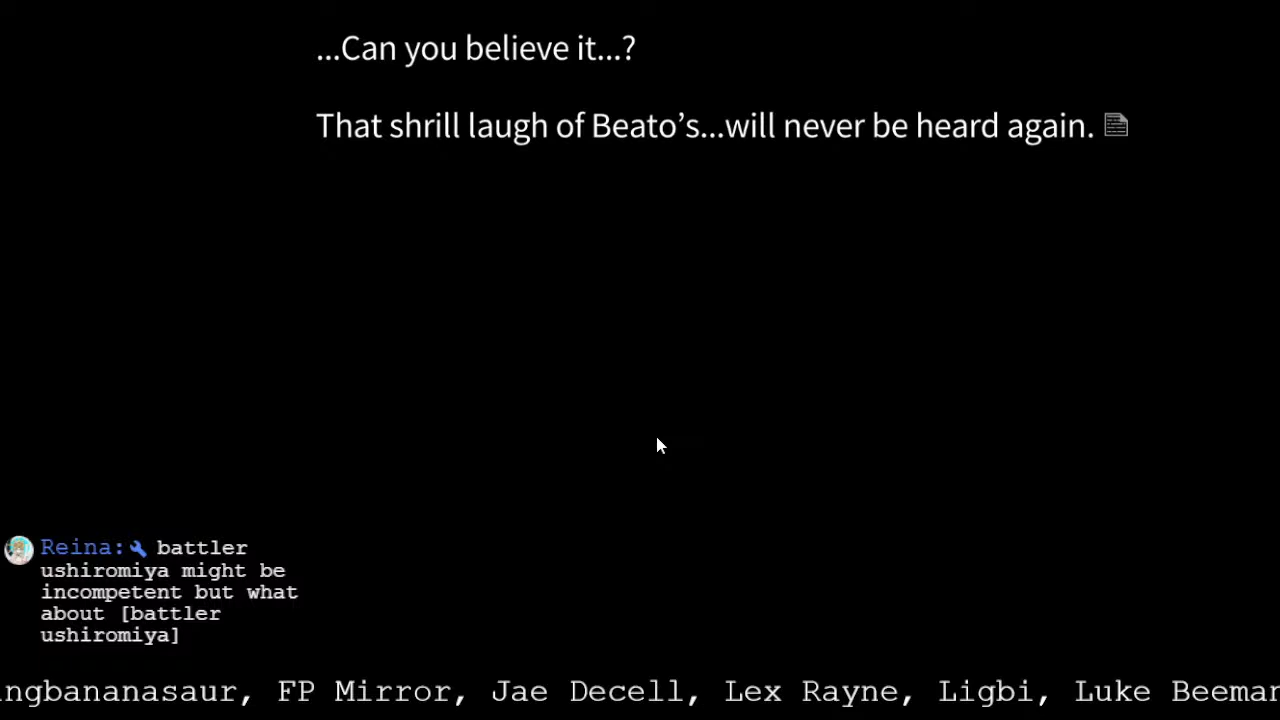 ...Can you believe it...?
That shrill laugh of Beato’s...will never be heard again.
Reina: battler
ushiromiya might be
incompetent but what
about [battler
ushiromiya]
ngbananasaur, FP Mirror, Jae Decell, Lex Rayne, Ligbi, Luke Beeman